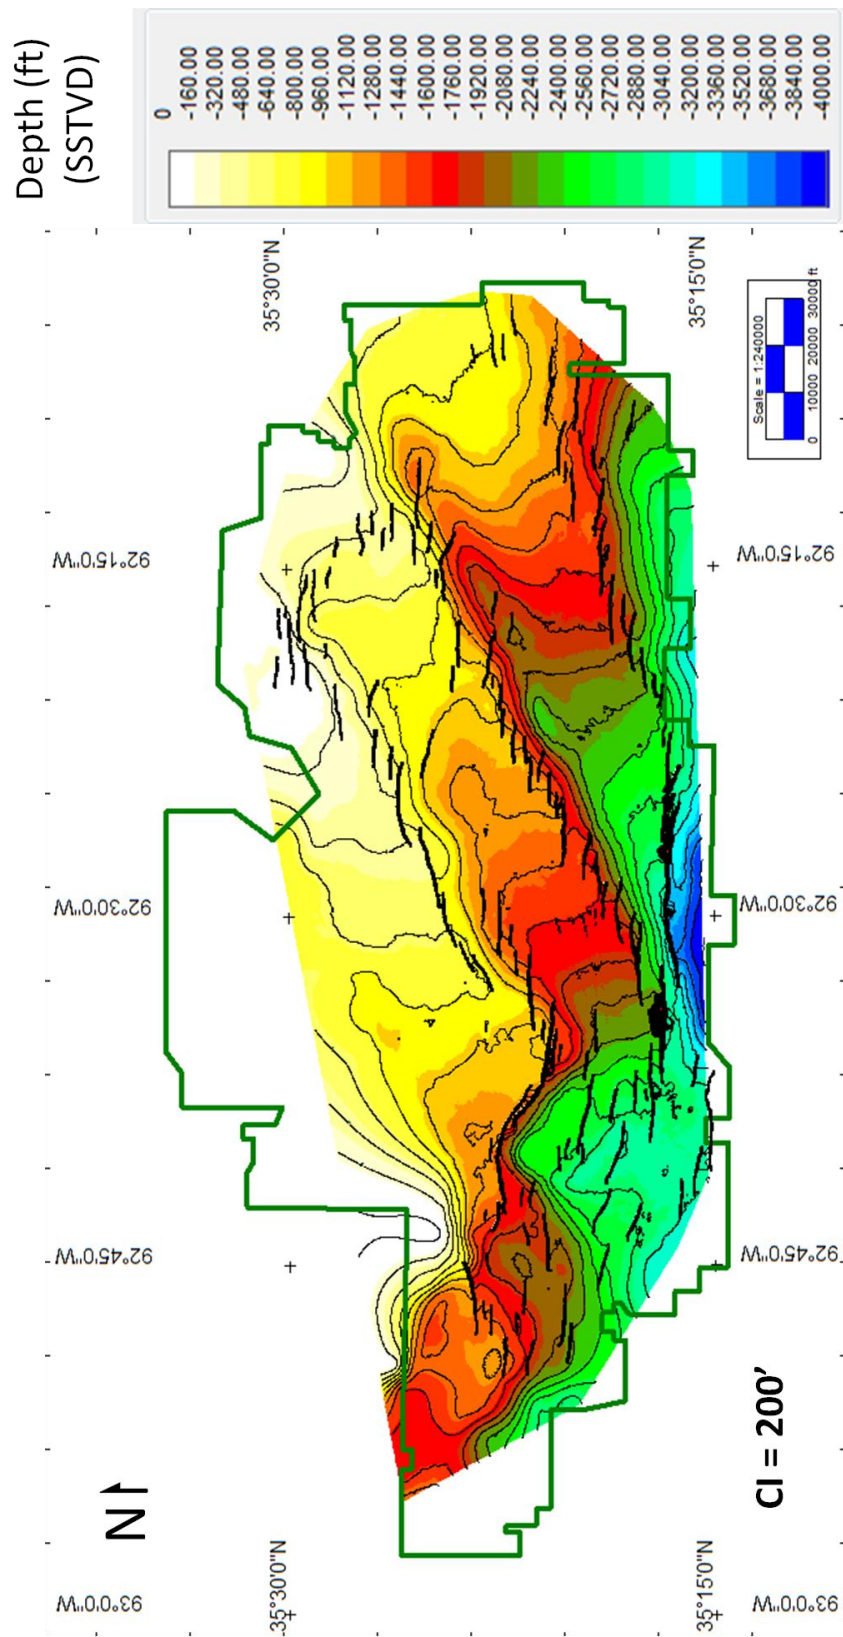 Depth (ft)
(SSTVD)
0
-160.00
-320.00
-480.00
-640.00
-800.00
-960.00
-1120.00
-1280.00
-1440.00
-1600.00
-1760.00
-1920.00
-2080.00
-2240.00
-2400.00
-2560.00
-2720.00
-2880.00
-3040.00
-3200.00
-3360.00
-3520.00
-3680.00
-3840.00
-4000.00
35°30'0"N
35°15'0"N
Scale = 1:240000
0 10000 20000 30000 ft
92°15'0"W
92°15'0"W
92°30'0"W
92°30'0"W
92°45'0"W
92°45'0"W
N
CI = 200'
35°30'0"N
35°15'0"N
93°0'0"W
93°0'0"W